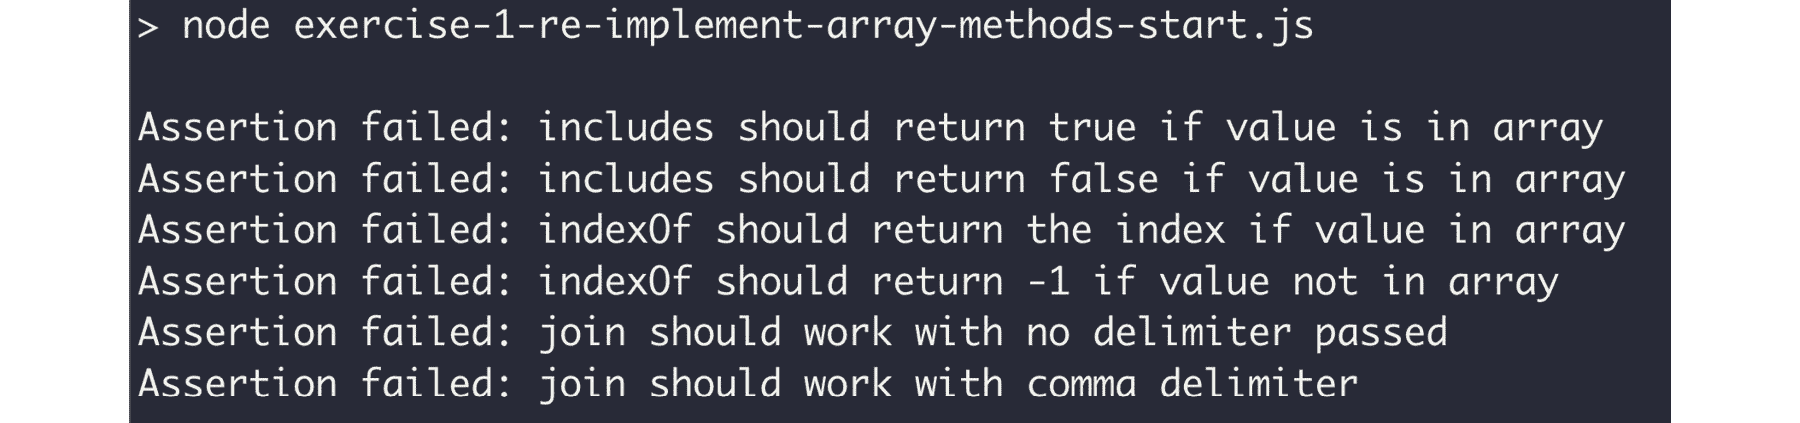 > node exercise-1-re-implement-array-methods-start.js
Assertion failed: includes should return true if value is in array
Assertion failed: includes should return false if value is in array
Assertion failed: indexOf should return the index if value in array
Assertion failed: indexOf should return -1 if value not in array
Assertion failed: join should work with no delimiter passed
Assertion failed: join should work with comma delimiter